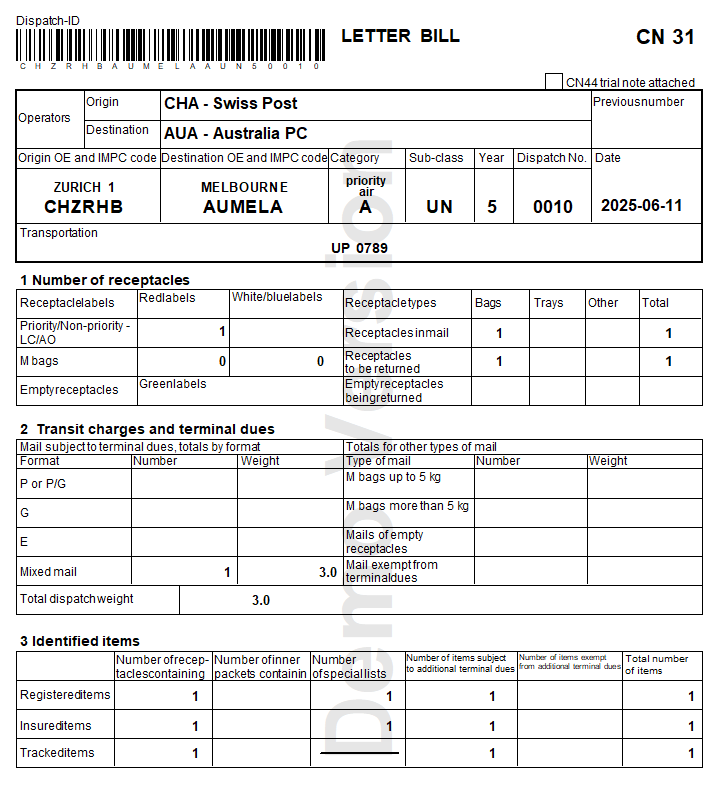 Dispatch-ID
LETTER BILL
CN 31
CHZRHBAUMELAAUN50010
CN44 trial note attached
Operators
Origin
CHA - Swiss Post
Previousnumber
Destination
AUA - Australia PC
Origin OE and IMPC code
Destination OE and IMPC code
Category
Sub-class
Year
Dispatch No.
Date
ZURICH 1
CHZRHB
MELBOURNE
AUMELA
priority
air
A
UN
5
0010
2025-06-11
Transportation
UP 0789
1 Number of receptacles
Receptaclelabels
Redlabels
White/bluelabels
Receptacletypes
Bags
Trays
Other
Total
Priority/Non-priority -
LC/AO
1
Receptaclesinmail
1
1
M bags
0
0
Receptacles
to be returned
1
1
Emptyreceptacles
Greenlabels
Emptyreceptacles
beingreturned
2 Transit charges and terminal dues
Mail subject to terminal dues, totals by format
Totals for other types of mail
Format
Number
Weight
Type of mail
Number
Weight
P or P/G
M bags up to 5 kg
G
M bags more than 5 kg
E
Mails of empty
receptacles
Mixed mail
1
3.0
Mail exemptfrom
terminaldues
Total dispatchweight
3.0
3 Identified items
Number ofrecep-
taclescontaining
Number ofinner
packets containin
Number
ofspeciallists
Number of items subject
to additional terminal dues
Number of items exempt
from additional terminal dues
Total number
of items
Registereditems
1
1
1
1
Insureditems
1
1
1
1
Trackeditems
1
1
1
Demo Version